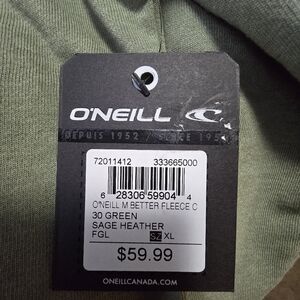 O'NEILL
DEPUIS 1952 / SINCE 1952
72011412 333665000
6 28306 59904 4
O'NEILL M BETTER FLEECE C
30 GREEN
SAGE HEATHER
FGL SZ XL
$59.99
ONEILLCANADA.COM